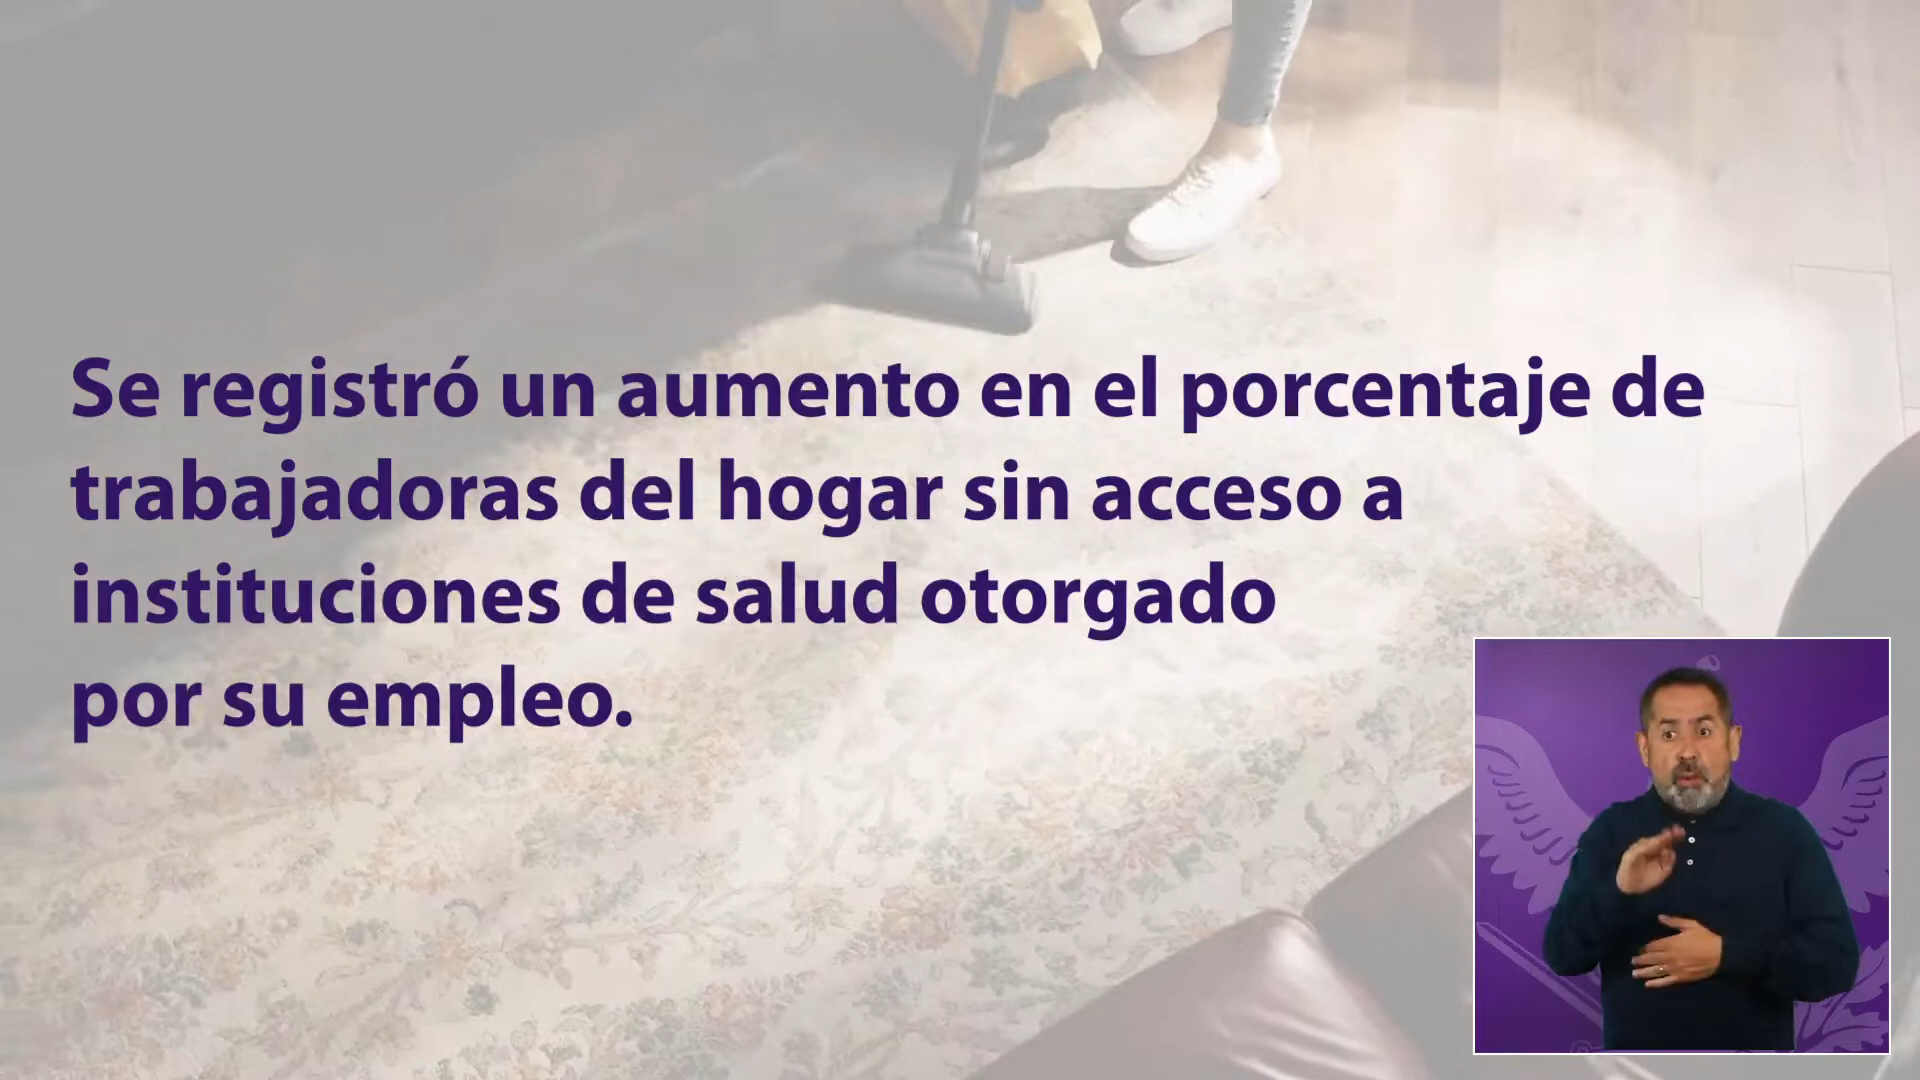 Se registró un aumento en el porcentaje de
trabajadoras del hogar sin acceso a
instituciones de salud otorgado
por su empleo.